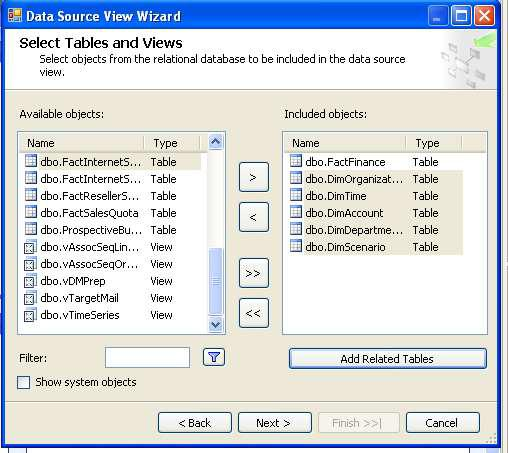 Data Source View Wizard
Select Tables and Views
Select objects from the relational database to be included in the data source
view.
Available objects:
Included objects:
Name Type
dbo.FactInternetS... Table
dbo.FactInternetS... Table
dbo.FactResellerS... Table
dbo.FactSalesQuota Table
dbo.ProspectiveBu... Table
dbo.vAssocSeqLin... View
dbo.vAssocSeqOr... View
dbo.vDMPrep View
dbo.vTargetMail View
dbo.vTimeSeries View
>
<
>>
<<
Name Type
dbo.FactFinance Table
dbo.DimOrganizat... Table
dbo.DimTime Table
dbo.DimAccount Table
dbo.DimDepartme... Table
dbo.DimScenario Table
Filter:
Add Related Tables
Show system objects
< Back Next > Finish >>| Cancel